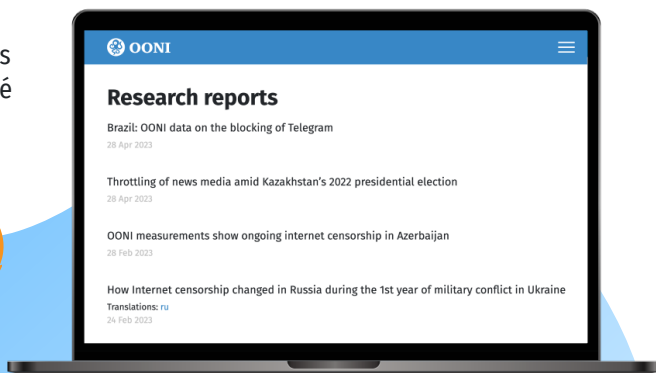 s
é
OONI
Research reports
Brazil: OONI data on the blocking of Telegram
28 Apr 2023
Throttling of news media amid Kazakhstan's 2022 presidential election
28 Apr 2023
OONI measurements show ongoing internet censorship in Azerbaijan
28 Feb 2023
How Internet censorship changed in Russia during the 1st year of military conflict in Ukraine
Translations: ru
24 Feb 2023